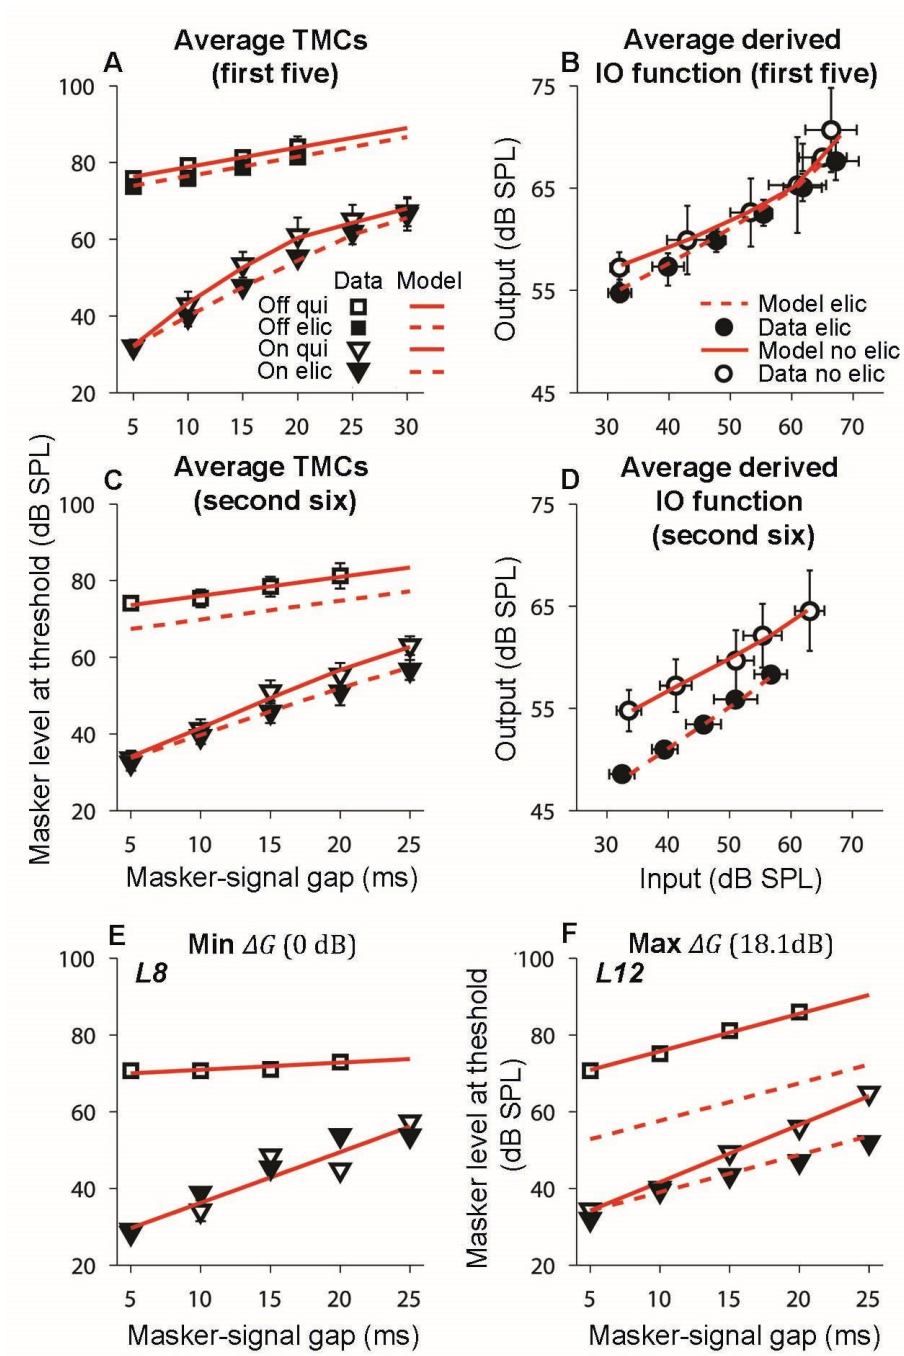 A
Average TMCs
(first five)
100
80
60
40
20
Data Model
Off qui
Off elic
On qui
On elic
5 10 15 20 25 30
B
Average derived
IO function (first five)
75
65
55
45
Output (dB SPL)
Model elic
Data elic
Model no elic
Data no elic
30 40 50 60 70
Masker level at threshold (dB SPL)
C
Average TMCs
(second six)
100
80
60
40
20
5 10 15 20 25
Masker-signal gap (ms)
D
Average derived
IO function
(second six)
75
65
55
45
Output (dB SPL)
30 40 50 60 70
Input (dB SPL)
E
Min ΔG (0 dB)
L8
100
80
60
40
20
5 10 15 20 25
Masker-signal gap (ms)
F
Max ΔG (18.1dB)
L12
Masker level at theshold
(dB SPL)
100
80
60
40
20
5 10 15 20 25
Masker-signal gap (ms)